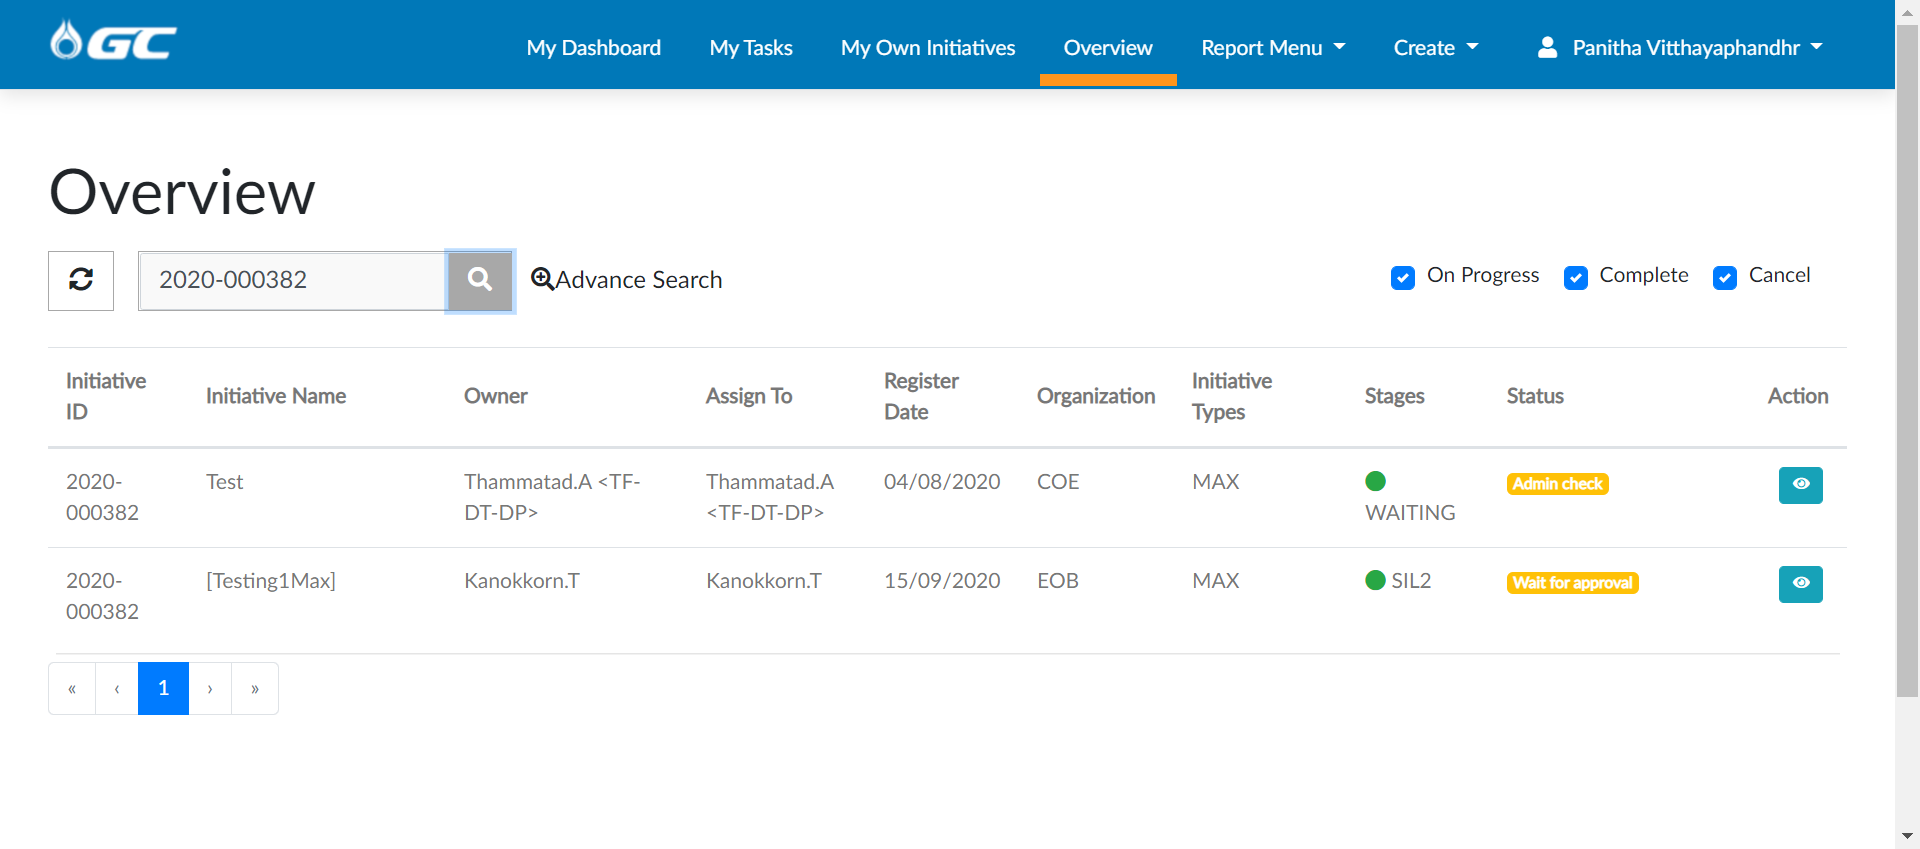 GC
My Dashboard My Tasks My Own Initiatives Overview Report Menu Create Panitha Vitthayaphandhr
Overview
2020-000382 Advance Search On Progress Complete Cancel
Initiative ID Initiative Name Owner Assign To Register Date Organization Initiative Types Stages Status Action
2020-000382 Test Thammatad.A <TF-DT-DP> Thammatad.A <TF-DT-DP> 04/08/2020 COE MAX WAITING Admin check
2020-000382 [Testing1Max] Kanokkorn.T Kanokkorn.T 15/09/2020 EOB MAX SIL2 Wait for approval
« ‹ 1 › »